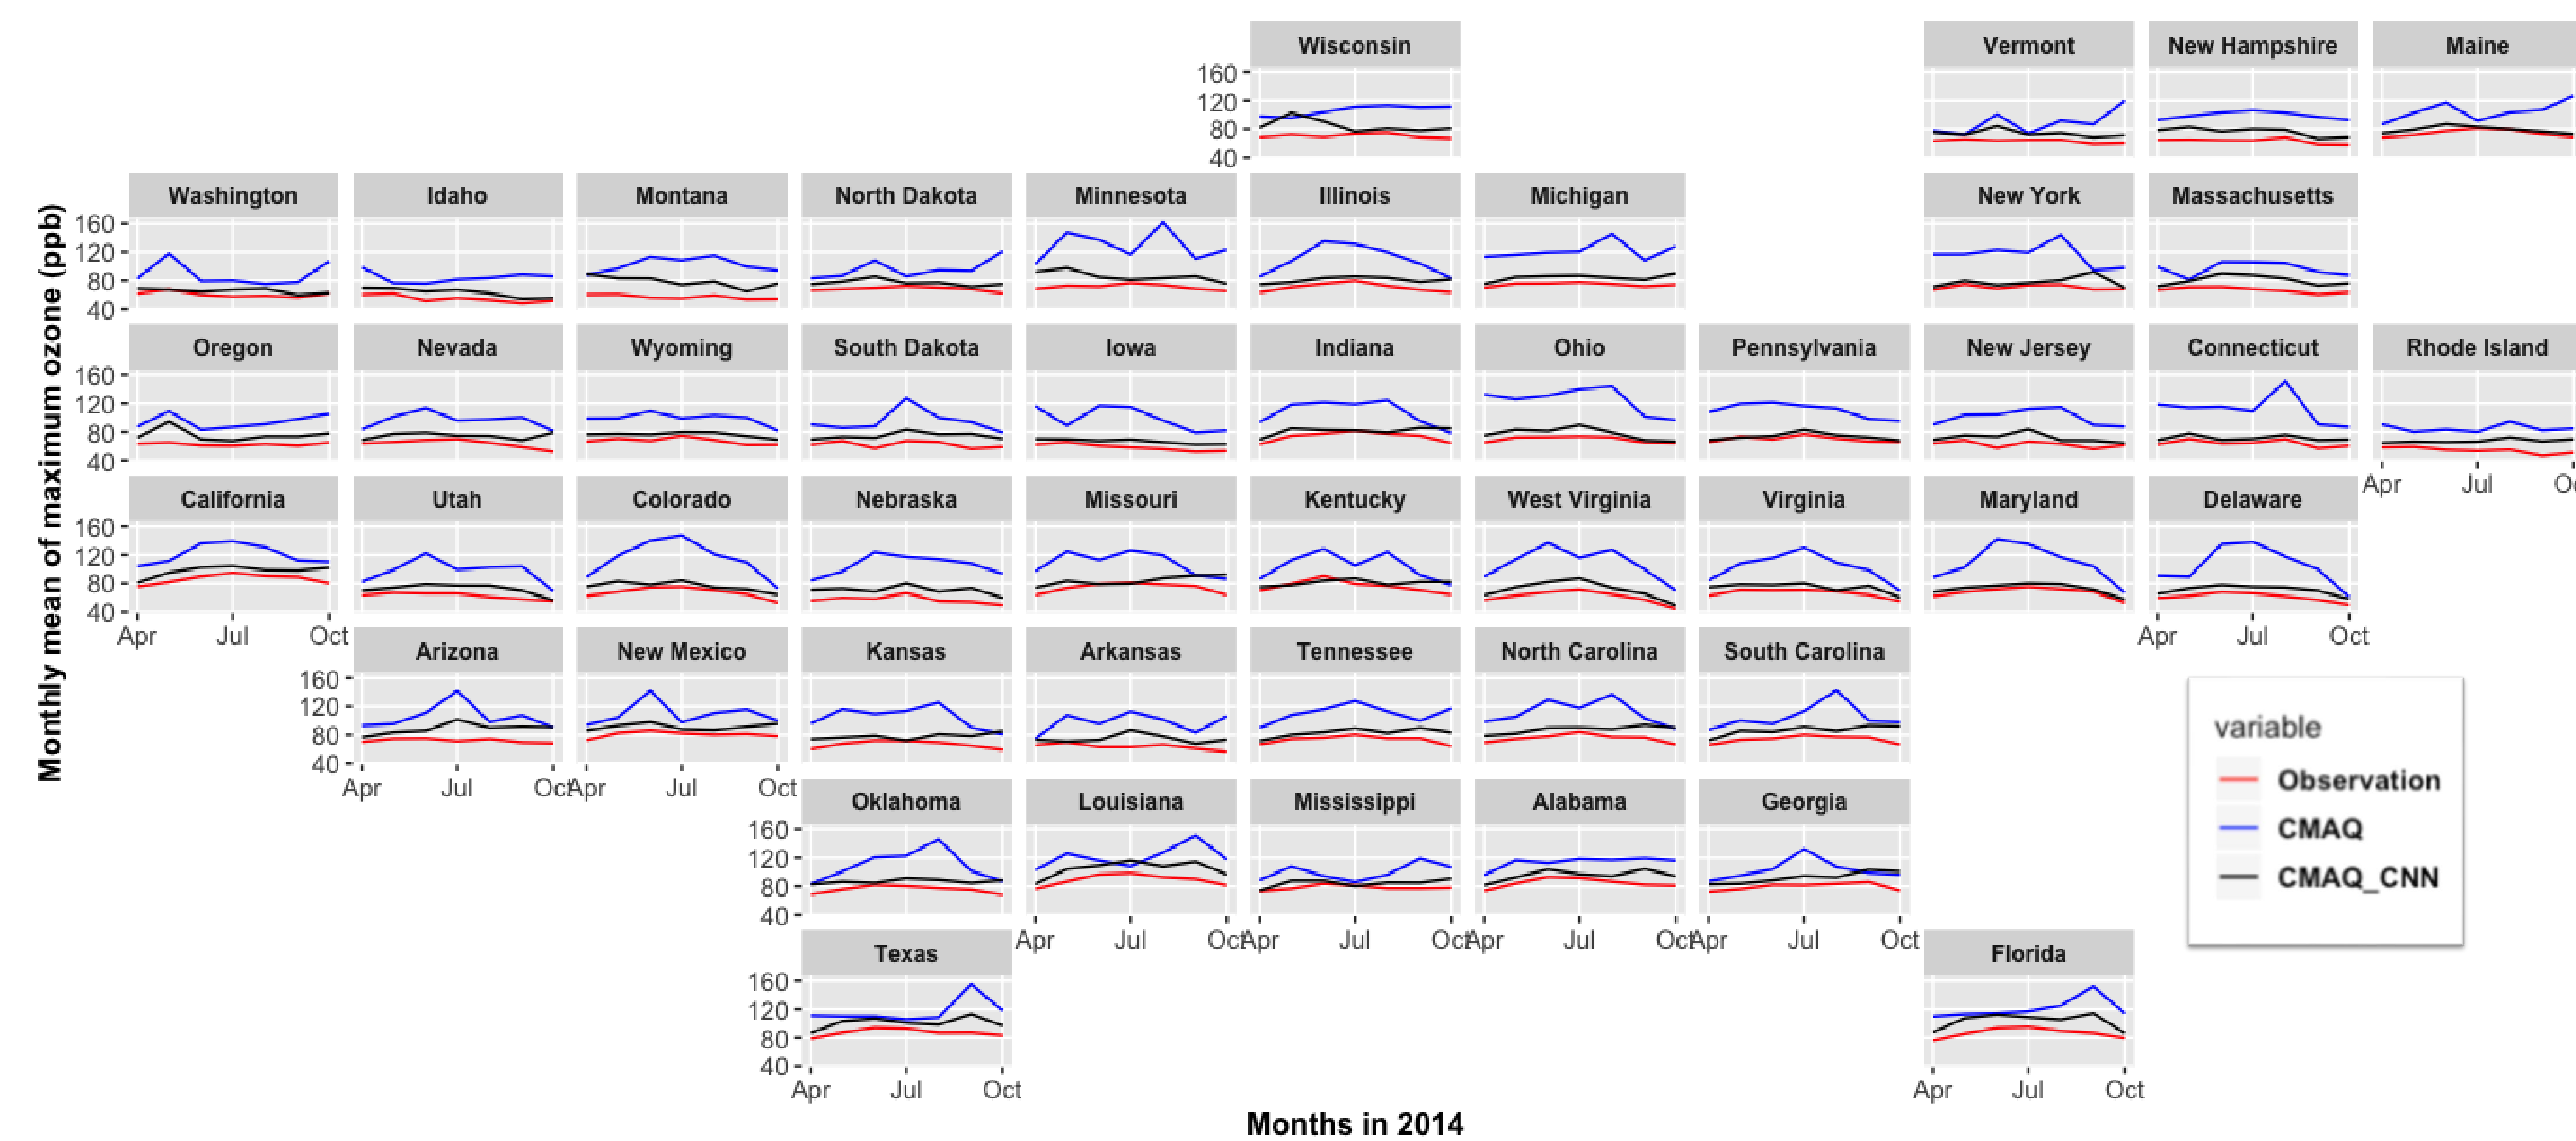 Wisconsin Vermont New Hampshire Maine
160
120
80
40
Washington Idaho Montana North Dakota Minnesota Illinois Michigan New York Massachusetts
160
120
80
40
Oregon Nevada Wyoming South Dakota Iowa Indiana Ohio Pennsylvania New Jersey Connecticut Rhode Island
160
120
80
40
Apr Jul
California Utah Colorado Nebraska Missouri Kentucky West Virginia Virginia Maryland Delaware
160
120
80
40
Apr Jul Oct Apr Jul Oct
Arizona New Mexico Kansas Arkansas Tennessee North Carolina South Carolina
160
120
80
40
Apr Jul Oct Apr Jul Oct
Oklahoma Louisiana Mississippi Alabama Georgia
160
120
80
40
Apr Jul Oct Apr Jul Oct Apr Jul Oct Apr Jul Oct
Texas Florida
160
120
80
40
Apr Jul Oct Apr Jul Oct
Monthly mean of maximum ozone (ppb)
Months in 2014
variable
Observation
CMAQ
CMAQ_CNN